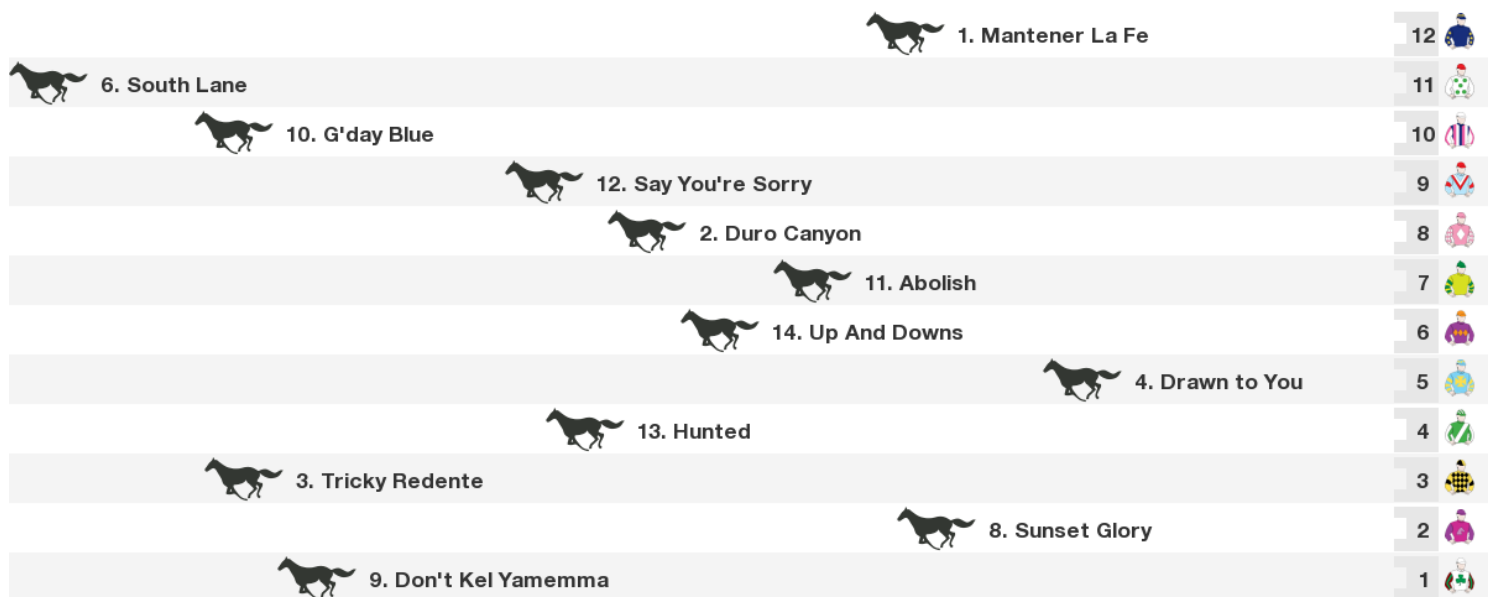 1. Mantener La Fe 12
6. South Lane 11
10. G'day Blue 10
12. Say You're Sorry 9
2. Duro Canyon 8
11. Abolish 7
14. Up And Downs 6
4. Drawn to You 5
13. Hunted 4
3. Tricky Redente 3
8. Sunset Glory 2
9. Don't Kel Yamemma 1